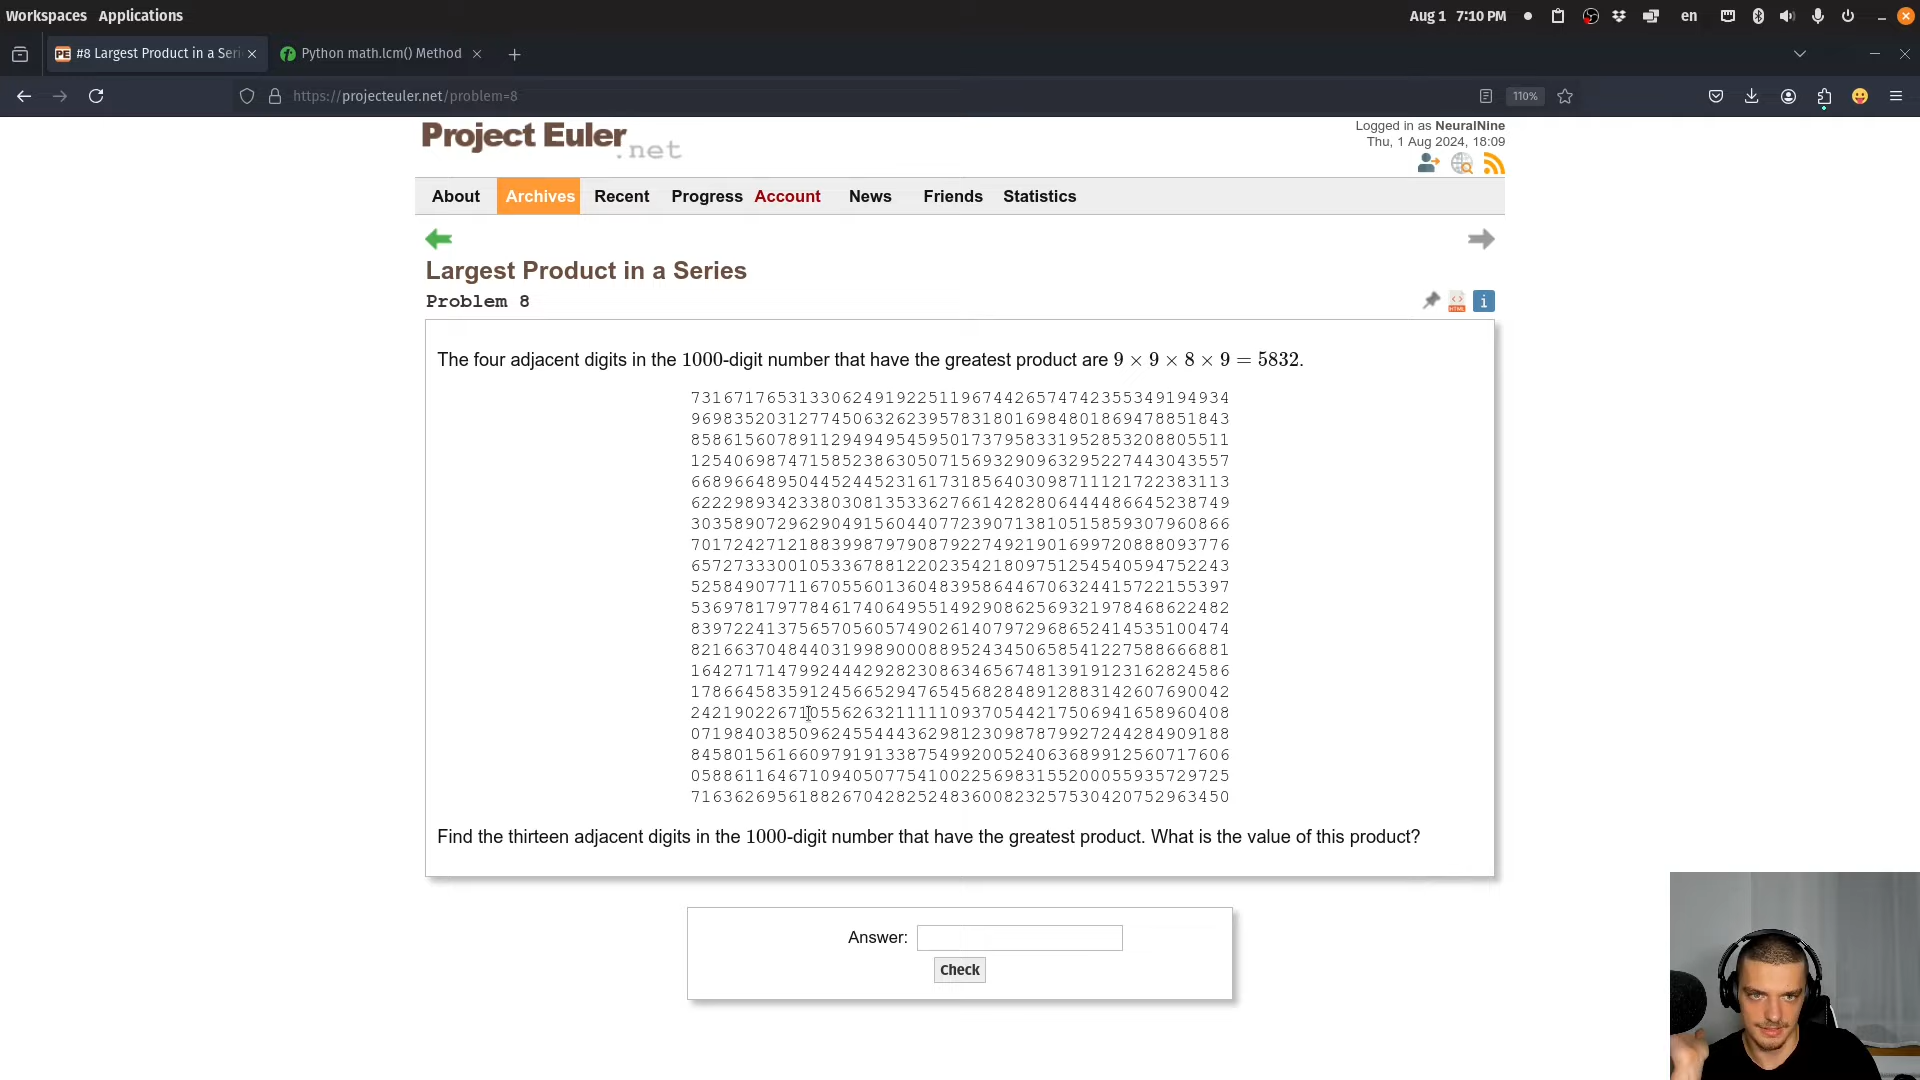 Workspaces Applications
Aug 1 7:10 PM
en
#8 Largest Product in a Seri
Python math.lcm() Method
https://projecteuler.net/problem=8
110%
Project Euler
.net
Logged in as NeuralNine
Thu, 1 Aug 2024, 18:09
About Archives Recent Progress Account News Friends Statistics
Largest Product in a Series
Problem 8
HTML
The four adjacent digits in the 1000-digit number that have the greatest product are 9 × 9 × 8 × 9 = 5832.
73167176531330624919225119674426574742355349194934
96983520312774506326239578318016984801869478851843
85861560789112949495459501737958331952853208805511
12540698747158523863050715693290963295227443043557
66896648950445244523161731856403098711121722383113
62229893423380308135336276614282806444486645238749
30358907296290491560440772390713810515859307960866
70172427121883998797908792274921901699720888093776
65727333001053367881220235421809751254540594752243
52584907711670556013604839586446706324415722155397
53697817977846174064955149290862569321978468622482
83972241375657056057490261407972968652414535100474
82166370484403199890008895243450658541227588666881
16427171479924442928230863465674813919123162824586
17866458359124566529476545682848912883142607690042
24219022671055626321111109370544217506941658960408
07198403850962455444362981230987879927244284909188
84580156166097919133875499200524063689912560717606
05886116467109405077541002256983155200055935729725
71636269561882670428252483600823257530420752963450
Find the thirteen adjacent digits in the 1000-digit number that have the greatest product. What is the value of this product?
Answer:
Check